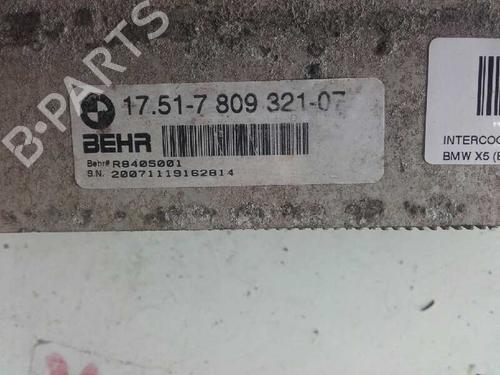 B-PARTS
17.51-7 809 321-07
BEHR
Behr# R8405001
S.N. 20071119162814
INTERCOO
BMW X5 (E